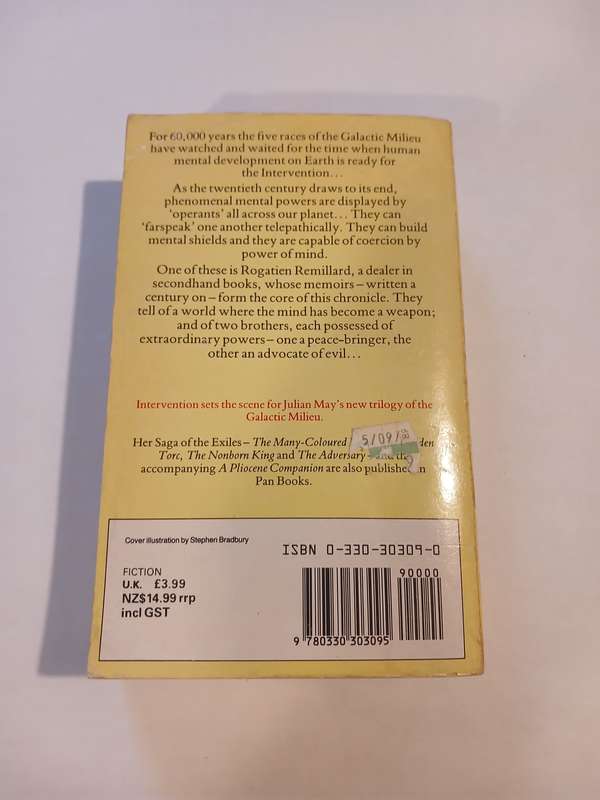 For 60,000 years the five races of the Galactic Milieu
have watched and waited for the time when human
mental development on Earth is ready for
the Intervention...
As the twentieth century draws to its end,
phenomenal mental powers are displayed by
‘operants’ all across our planet... They can
‘farspeak’ one another telepathically. They can build
mental shields and they are capable of coercion by
power of mind.
One of these is Rogatien Remillard, a dealer in
secondhand books, whose memoirs – written a
century on – form the core of this chronicle. They
tell of a world where the mind has become a weapon;
and of two brothers, each possessed of
extraordinary powers – one a peace-bringer, the
other an advocate of evil...
Intervention sets the scene for Julian May's new trilogy of the
Galactic Milieu.
Her Saga of the Exiles – The Many-Coloured
Torc, The Nonborn King and The Adversary
accompanying A Pliocene Companion are also published in
Pan Books.
5/09/
Cover illustration by Stephen Bradbury
ISBN 0-330-30309-0
FICTION
U.K. £3.99
NZ$14.99 rrp
incl GST
90000
9 780330 303095